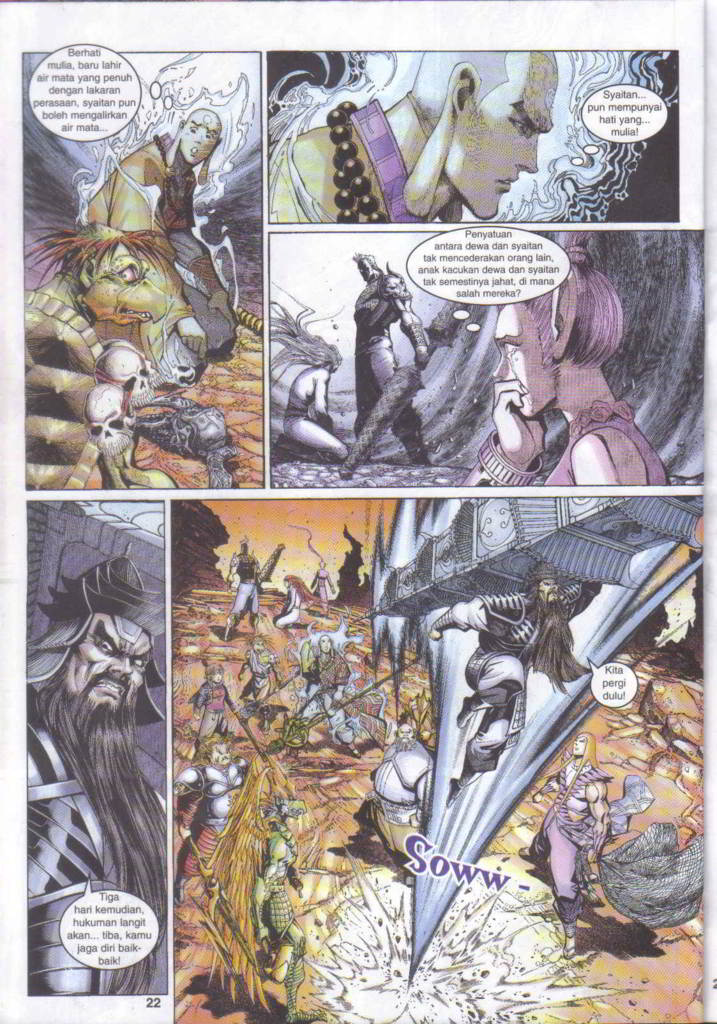 Berhati
mulia, baru lahir
air mata yang penuh
dengan lakaran
perasaan, syaitan pun
boleh mengalirkan
air mata...
Syaitan...
pun mempunyai
hati yang...
mulia!
Penyatuan
antara dewa dan syaitan
tak mencederakan orang lain,
anak kacukan dewa dan syaitan
tak semestinya jahat, di mana
salah mereka?
Tiga
hari kemudian,
hukuman langit
akan... tiba, kamu
jaga diri baik-
baik!
Kita
pergi
dulu!
Soww -
22